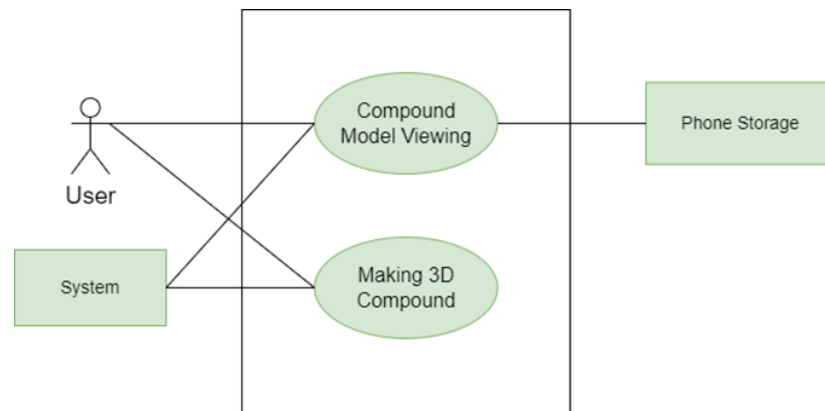 Compound
Model Viewing
Phone Storage
User
System
Making 3D
Compound